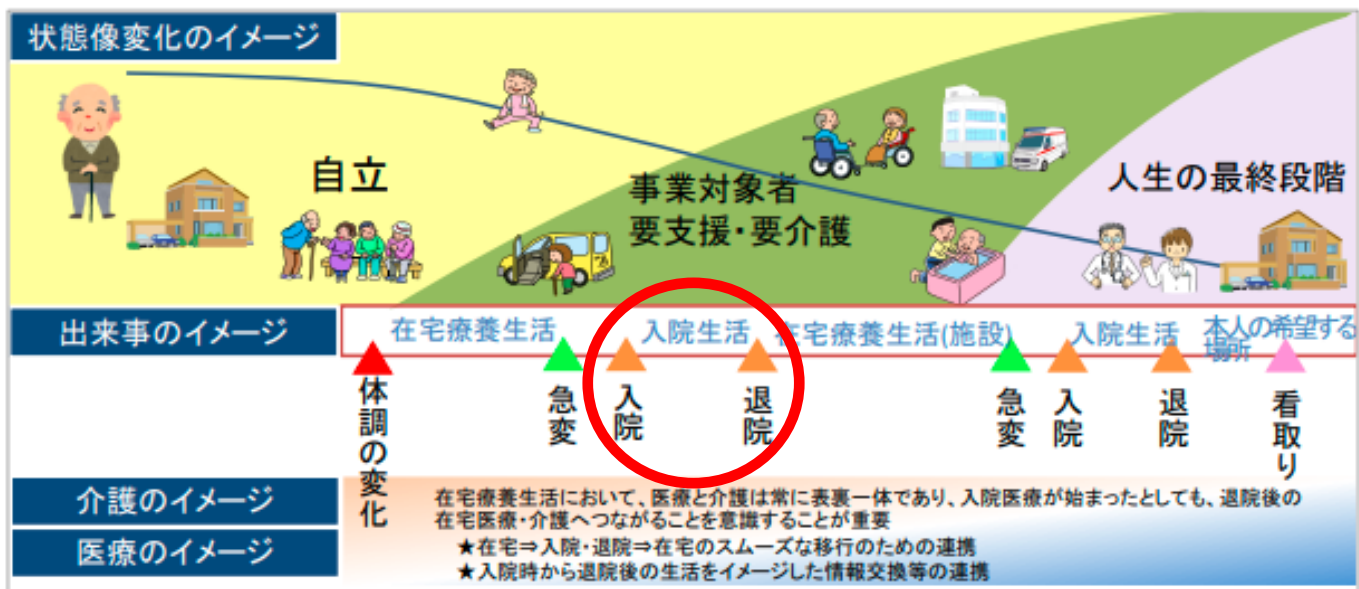 状態像変化のイメージ
自立
事業対象者
要支援・要介護
人生の最終段階
出来事のイメージ
在宅療養生活
入院生活
在宅療養生活(施設)
入院生活
本人の希望する
場所
体調の変化
急変
入院
退院
急変
入院
退院
看取り
介護のイメージ
医療のイメージ
在宅療養生活において、医療と介護は常に表裏一体であり、入院医療が始まったとしても、退院後の
在宅医療・介護へつながることを意識することが重要
★在宅⇒入院・退院⇒在宅のスムーズな移行のための連携
★入院時から退院後の生活をイメージした情報交換等の連携